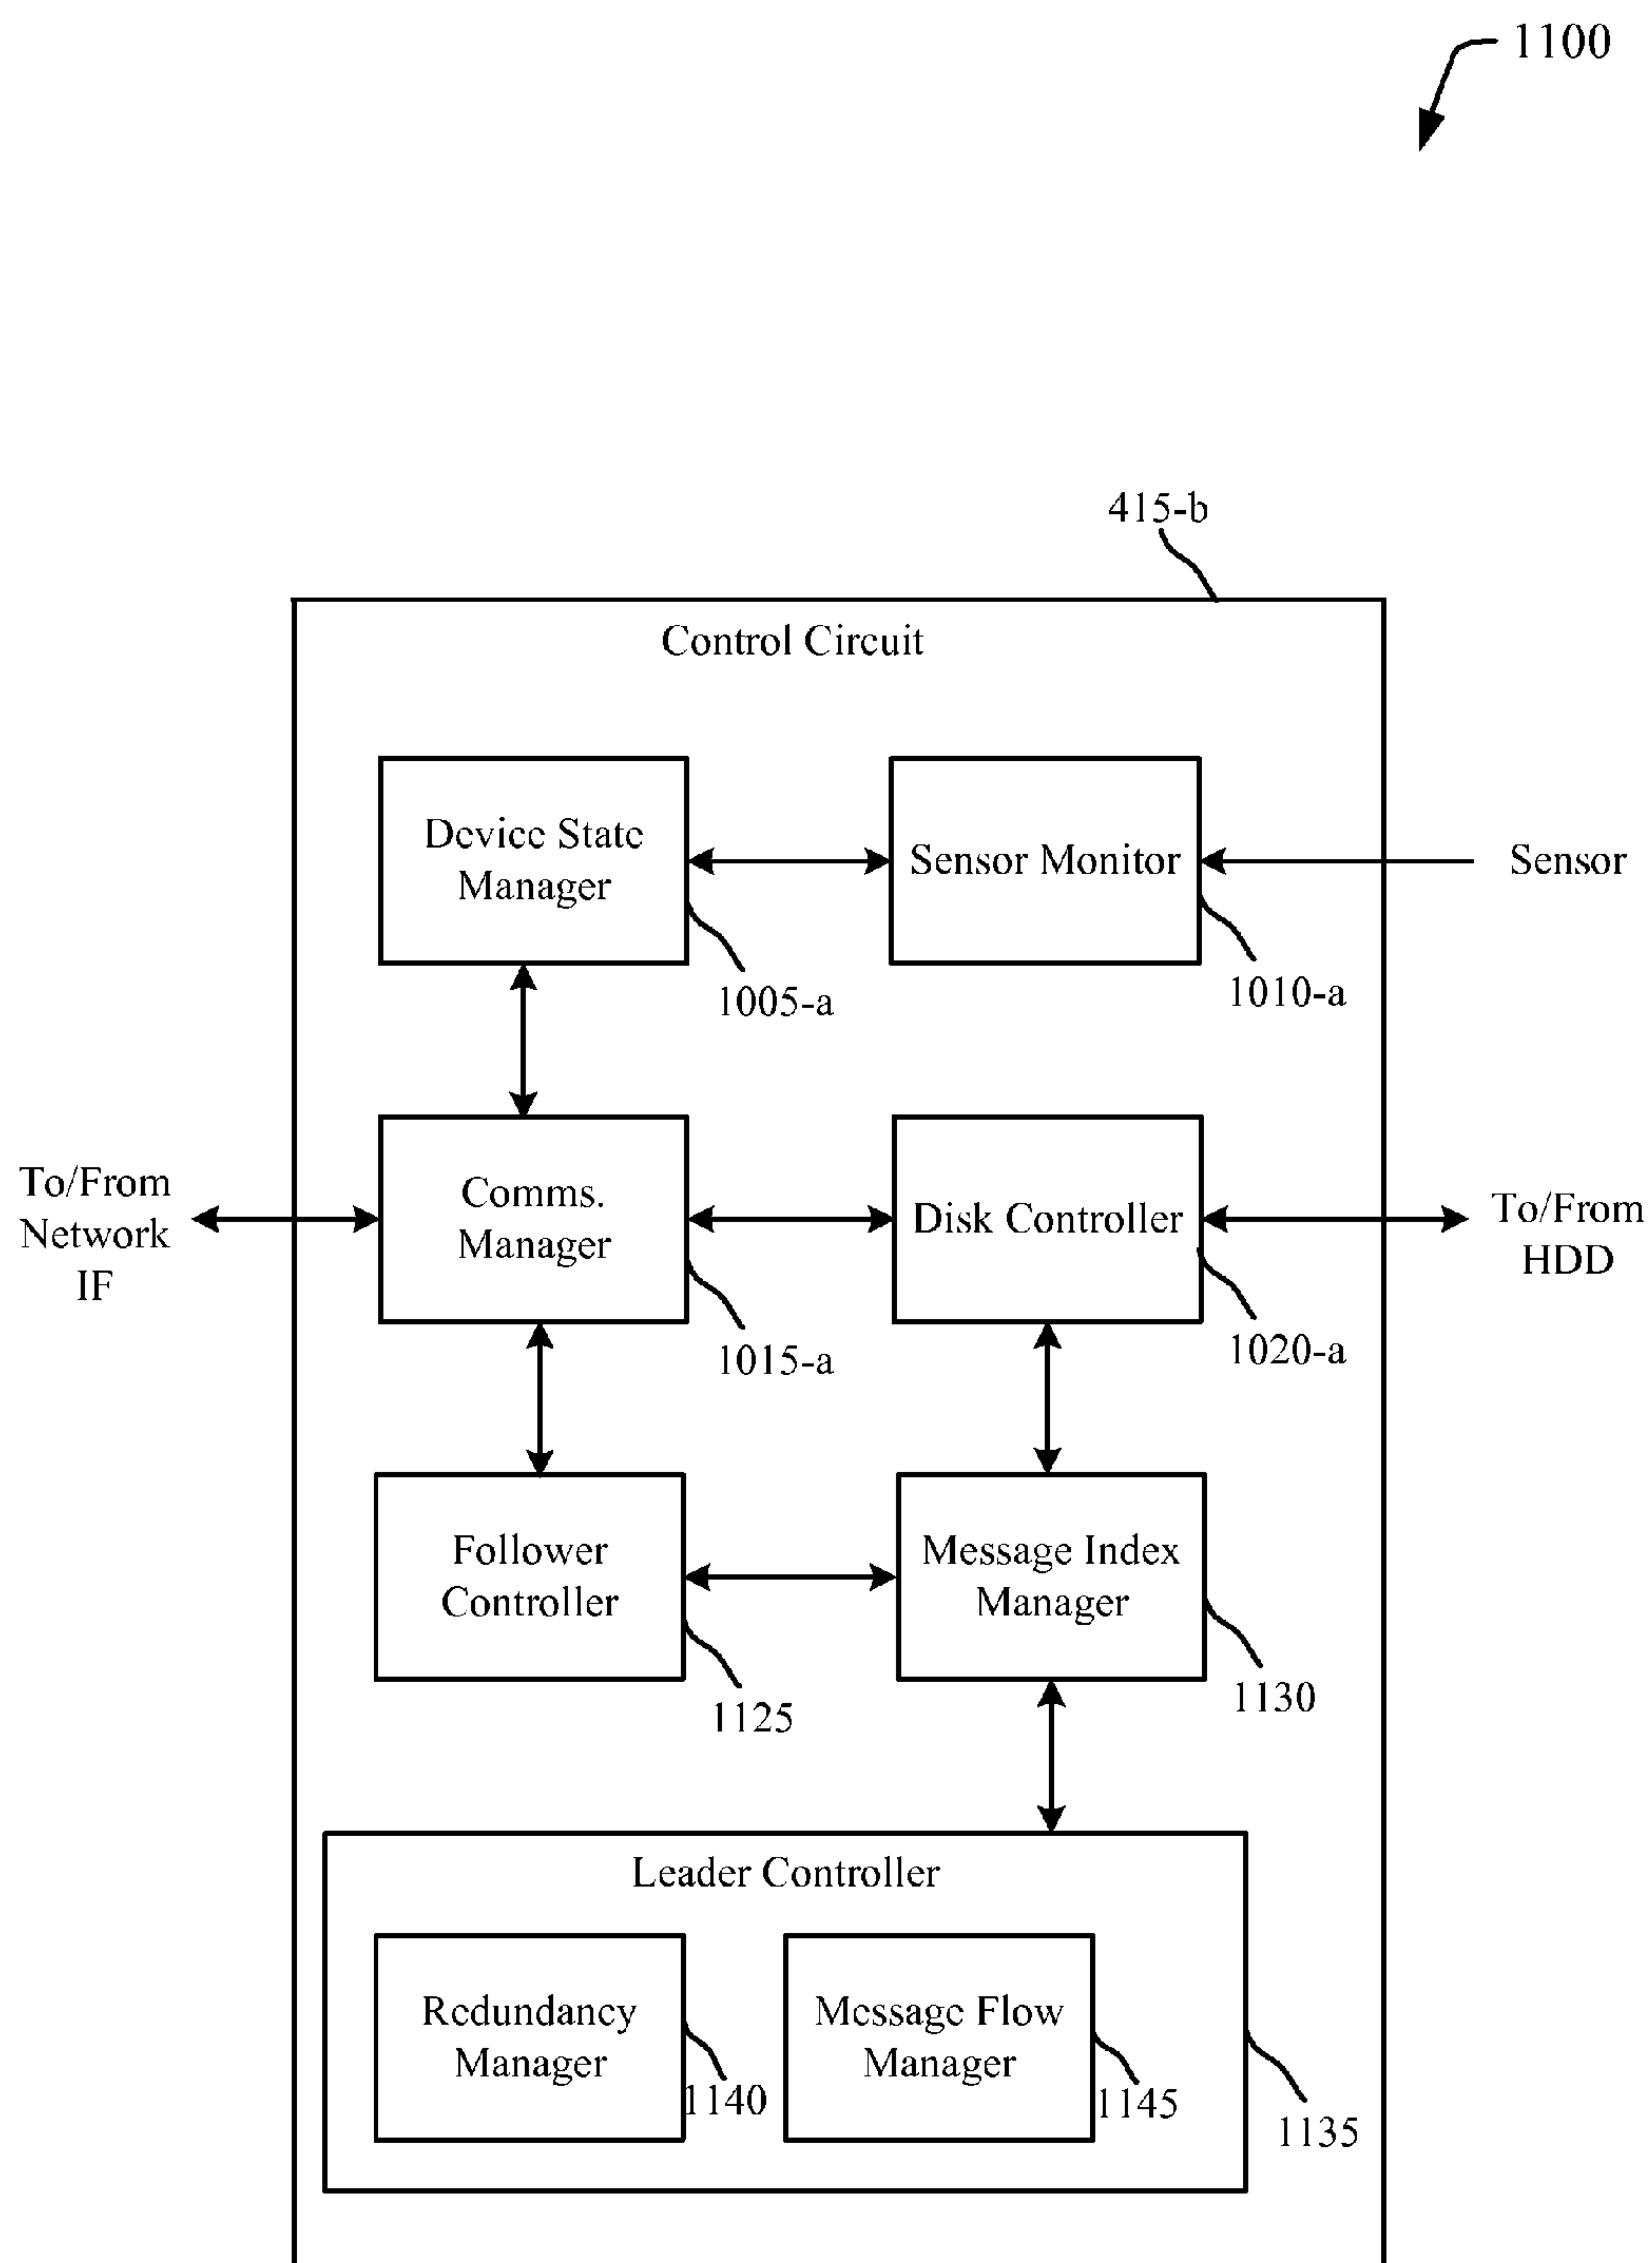 1100
415-b
Control Circuit
Device State
Manager
1005-a
Sensor Monitor
1010-a
Sensor
To/From
Network
IF
Comms.
Manager
1015-a
Disk Controller
1020-a
To/From
HDD
Follower
Controller
1125
Message Index
Manager
1130
Leader Controller
Redundancy
Manager
1140
Message Flow
Manager
1145
1135